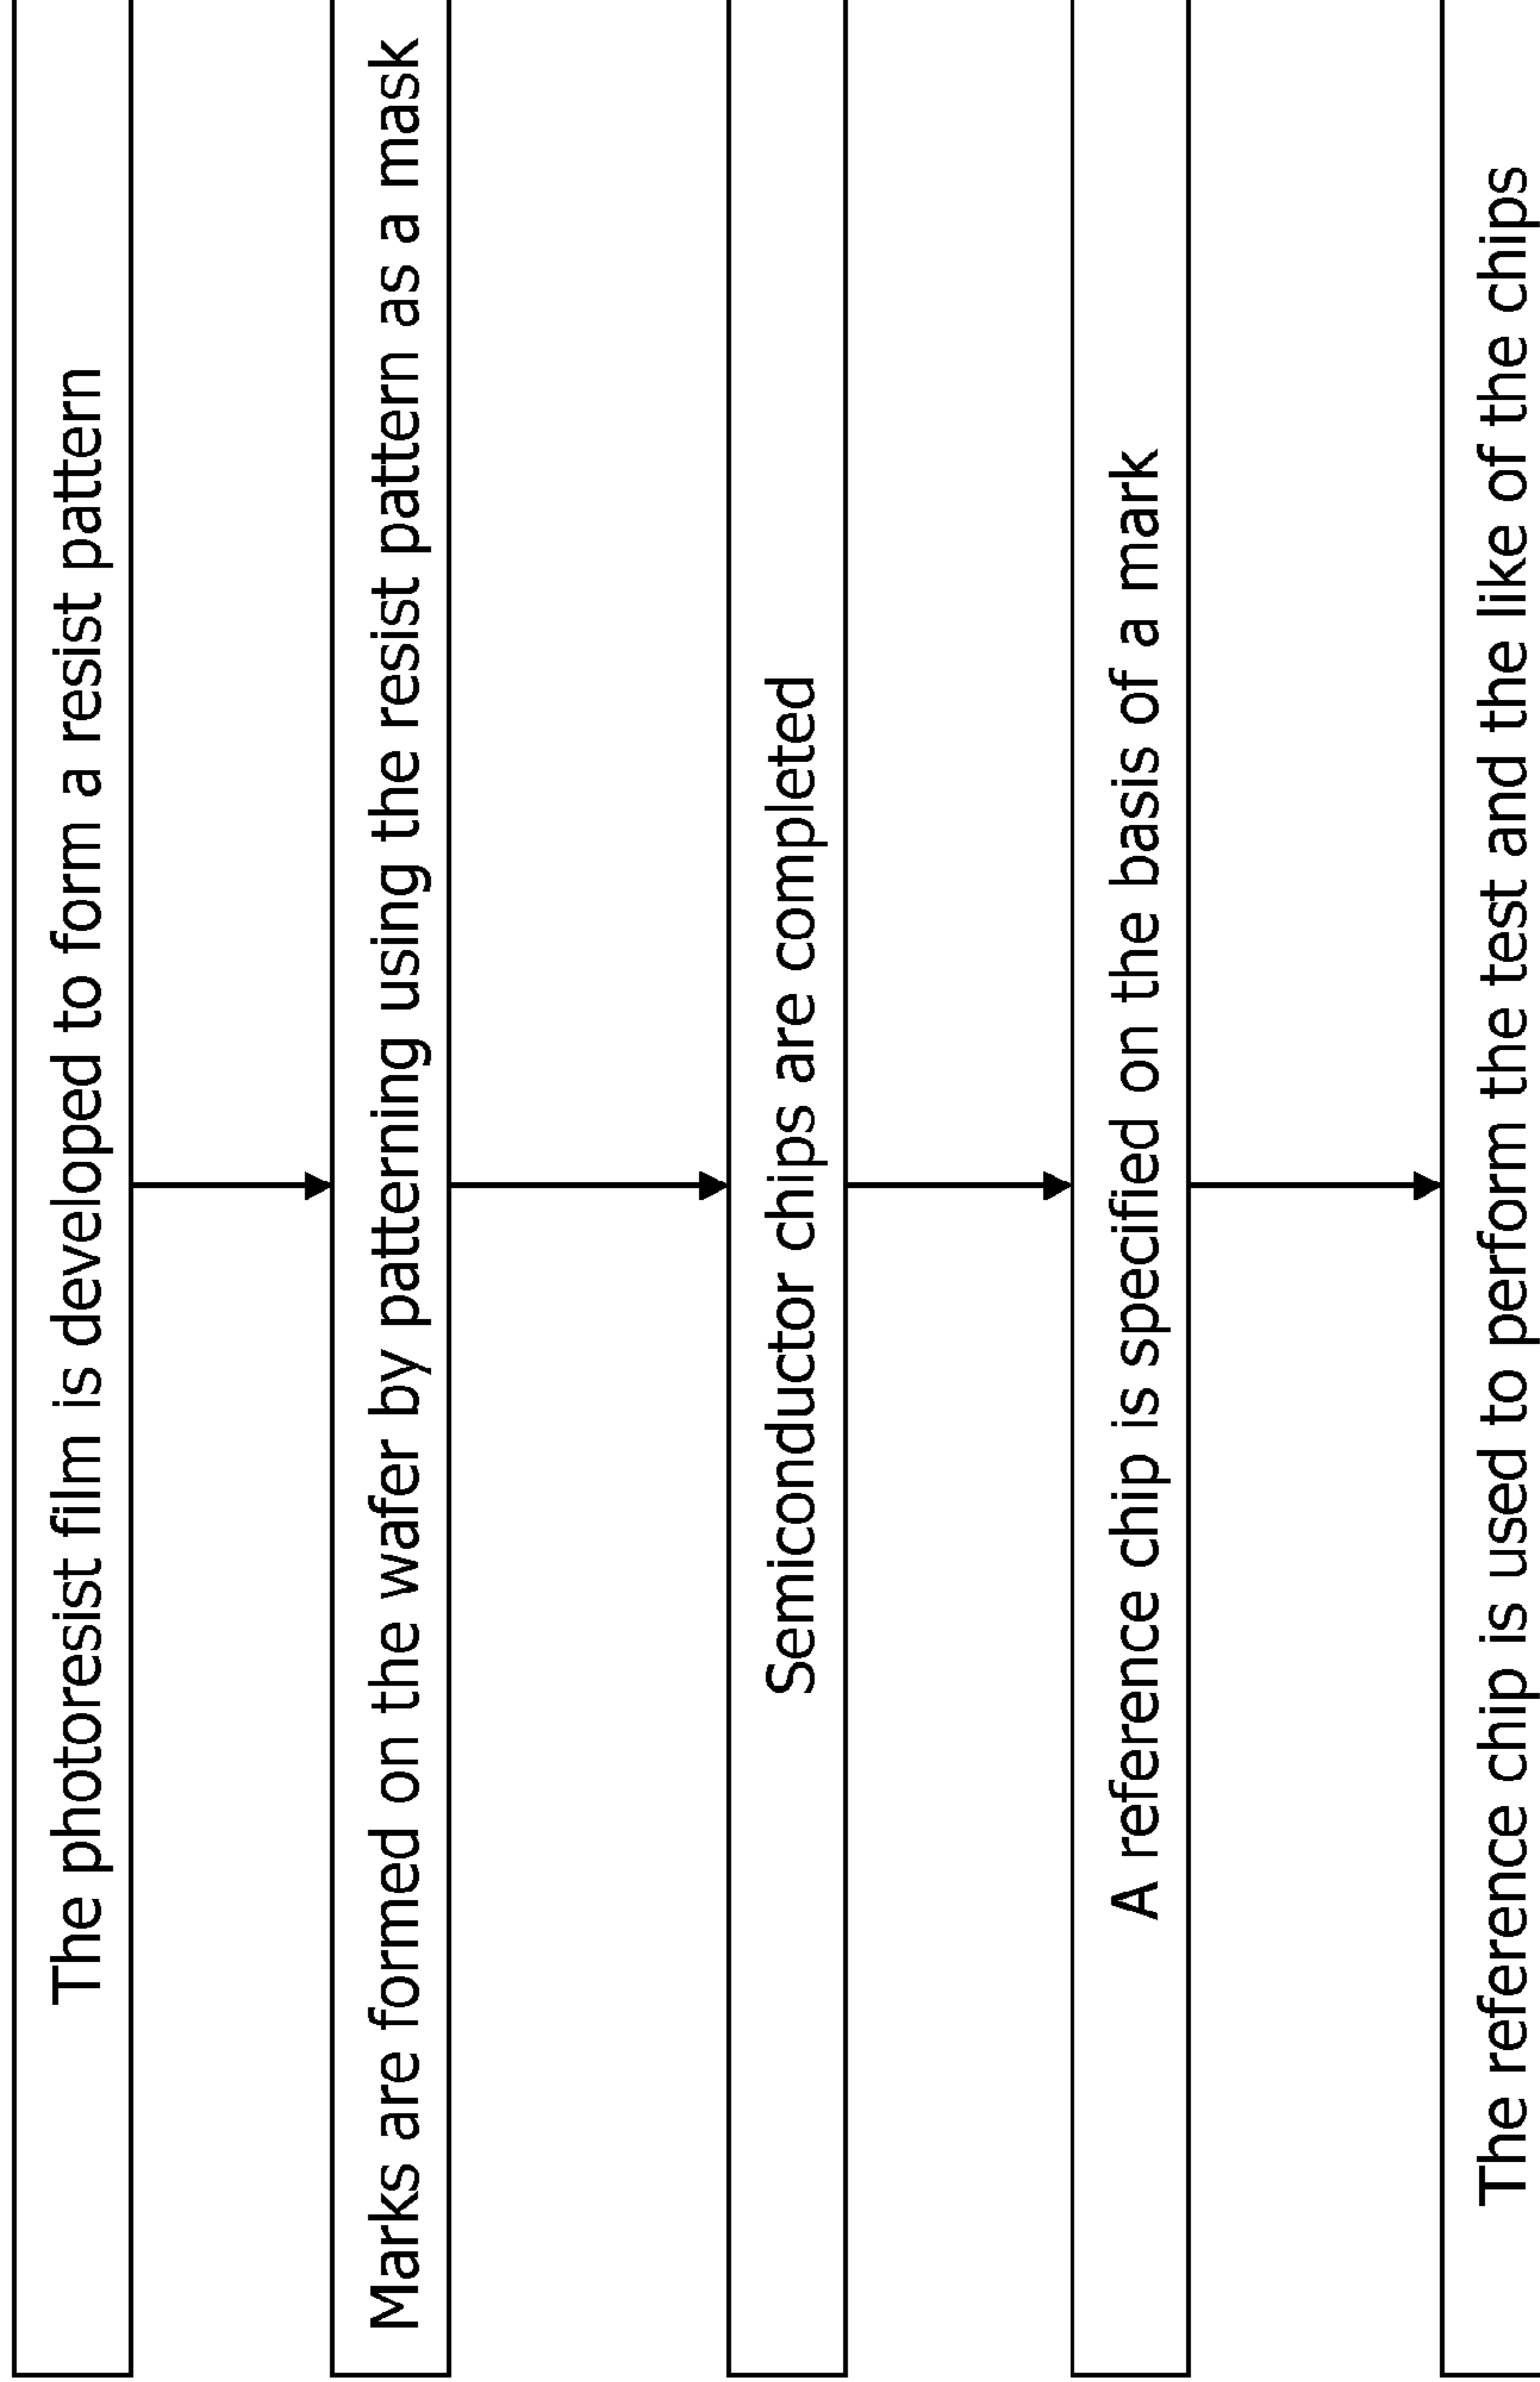 The photoresist film is developed to form a resist pattern
Marks are formed on the wafer by patterning using the resist pattern as a mask
Semiconductor chips are completed
A reference chip is specified on the basis of a mark
The reference chip is used to perform the test and the like of the chips